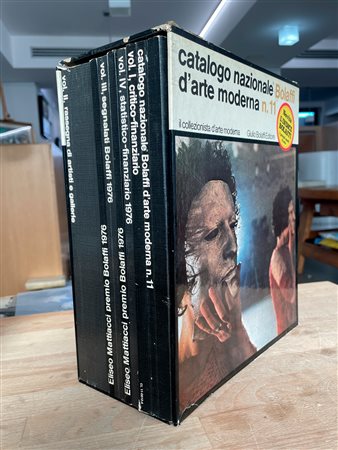 catalogo nazionale Bolaffi
d'arte moderna n.11
il collezionista d'arte moderna
Giulio Bolaffi Editore
vol. II, rassegna di artisti e gallerie
vol. III, segnalati Bolaffi 1976
Eliseo Mattiacci premio Bolaffi 1976
vol. IV, statistico-finanziario 1976
Eliseo Mattiacci premio Bolaffi 1976
vol. I, critico-finanziario
catalogo nazionale Bolaffi d'arte moderna n. 11